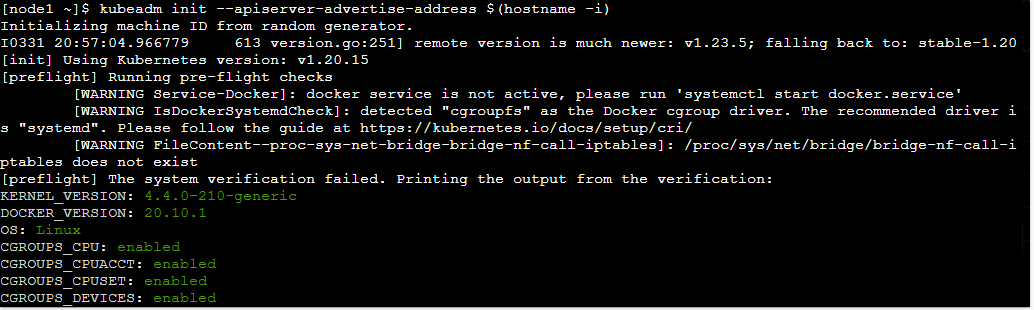 [node1 ~]$ kubeadm init --apiserver-advertise-address $(hostname -i)
Initializing machine ID from random generator.
I0331 20:57:04.966779     613 version.go:251] remote version is much newer: v1.23.5; falling back to: stable-1.20
[init] Using Kubernetes version: v1.20.15
[preflight] Running pre-flight checks
        [WARNING Service-Docker]: docker service is not active, please run 'systemctl start docker.service'
        [WARNING IsDockerSystemdCheck]: detected "cgroupfs" as the Docker cgroup driver. The recommended driver i
s "systemd". Please follow the guide at https://kubernetes.io/docs/setup/cri/
        [WARNING FileContent--proc-sys-net-bridge-bridge-nf-call-iptables]: /proc/sys/net/bridge/bridge-nf-call-i
ptables does not exist
[preflight] The system verification failed. Printing the output from the verification:
KERNEL_VERSION: 4.4.0-210-generic
DOCKER_VERSION: 20.10.1
OS: Linux
CGROUPS_CPU: enabled
CGROUPS_CPUACCT: enabled
CGROUPS_CPUSET: enabled
CGROUPS_DEVICES: enabled